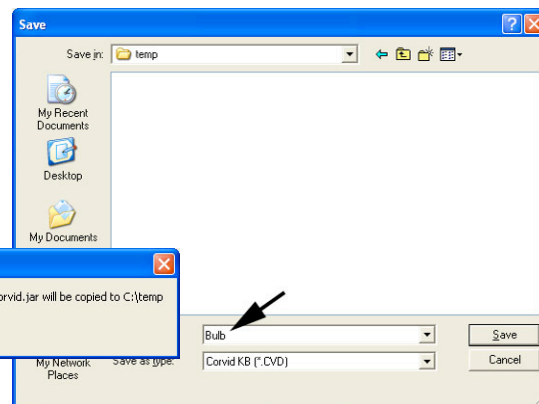 Save
Save in: temp
My Recent
Documents
Desktop
My Documents
orvid.jar will be copied to C:\temp
Bulb
Save
My Network
Places
Save as type:
Corvid KB (*.CVD)
Cancel